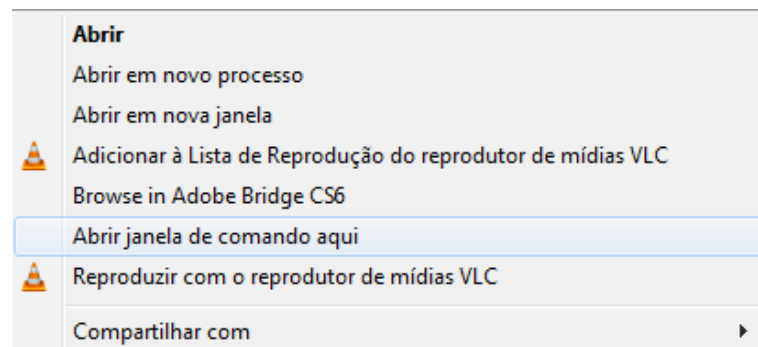 Abrir
Abrir em novo processo
Abrir em nova janela
Adicionar à Lista de Reprodução do reprodutor de mídias VLC
Browse in Adobe Bridge CS6
Abrir janela de comando aqui
Reproduzir com o reprodutor de mídias VLC
Compartilhar com